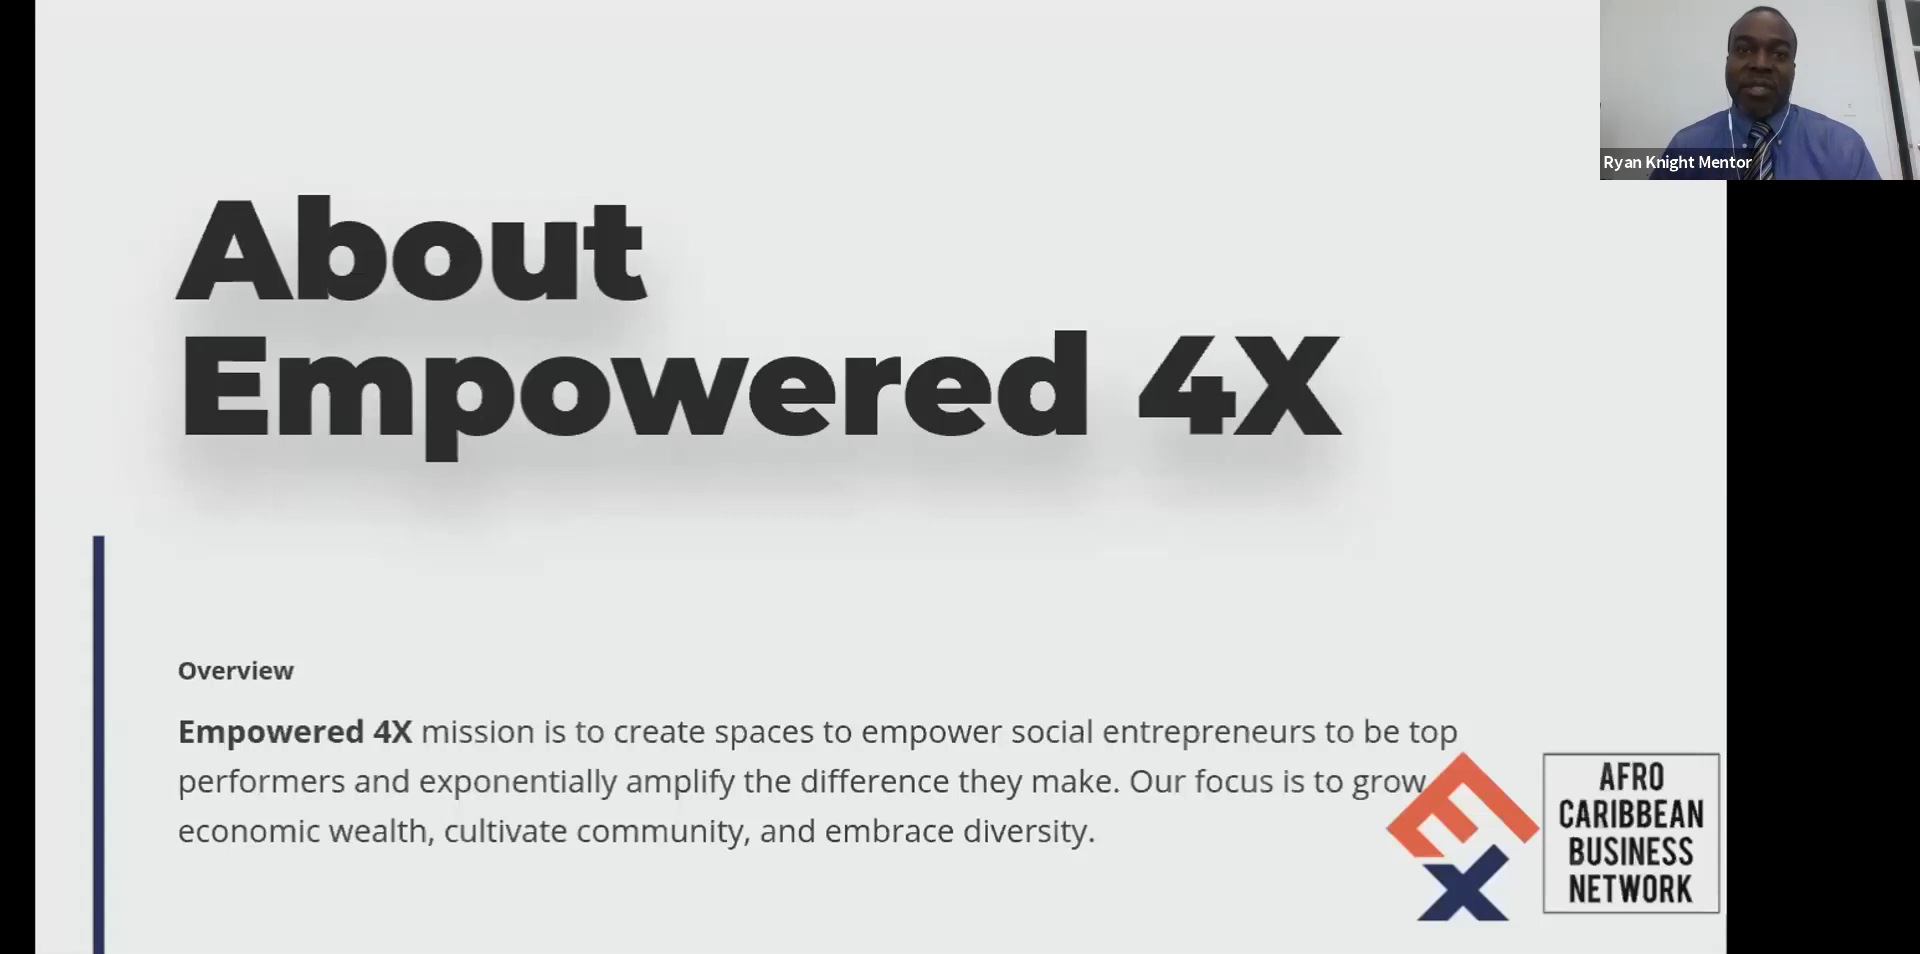 Ryan Knight Mentor
About
Empowered 4X
Overview
Empowered 4X mission is to create spaces to empower social entrepreneurs to be top
performers and exponentially amplify the difference they make. Our focus is to grow
economic wealth, cultivate community, and embrace diversity.
EX
AFRO
CARIBBEAN
BUSINESS
NETWORK